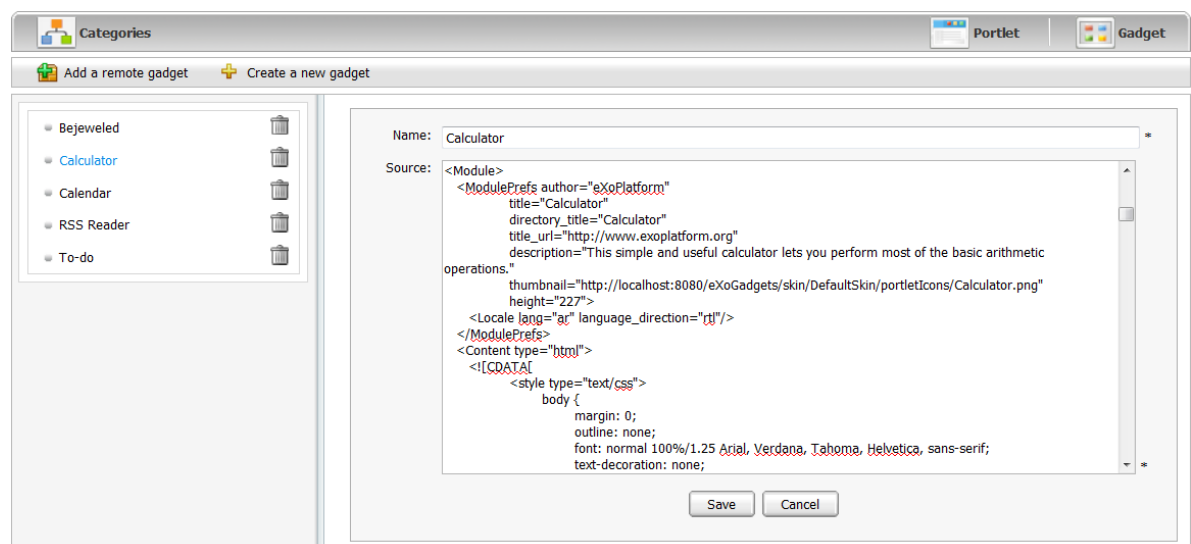 Categories Portlet Gadget
Add a remote gadget Create a new gadget
Bejeweled
Calculator
Calendar
RSS Reader
To-do
Name: Calculator *
Source: <Module>
<ModulePrefs author="eXoPlatform"
title="Calculator"
directory_title="Calculator"
title_url="http://www.exoplatform.org"
description="This simple and useful calculator lets you perform most of the basic arithmetic
operations."
thumbnail="http://localhost:8080/eXoGadgets/skin/DefaultSkin/portletIcons/Calculator.png"
height="227">
<Locale lang="ar" language_direction="rtl"/>
</ModulePrefs>
<Content type="html">
<![CDATA[
<style type="text/css">
body {
margin: 0;
outline: none;
font: normal 100%/1.25 Arial, Verdana, Tahoma, Helvetica, sans-serif;
text-decoration: none; *
Save Cancel